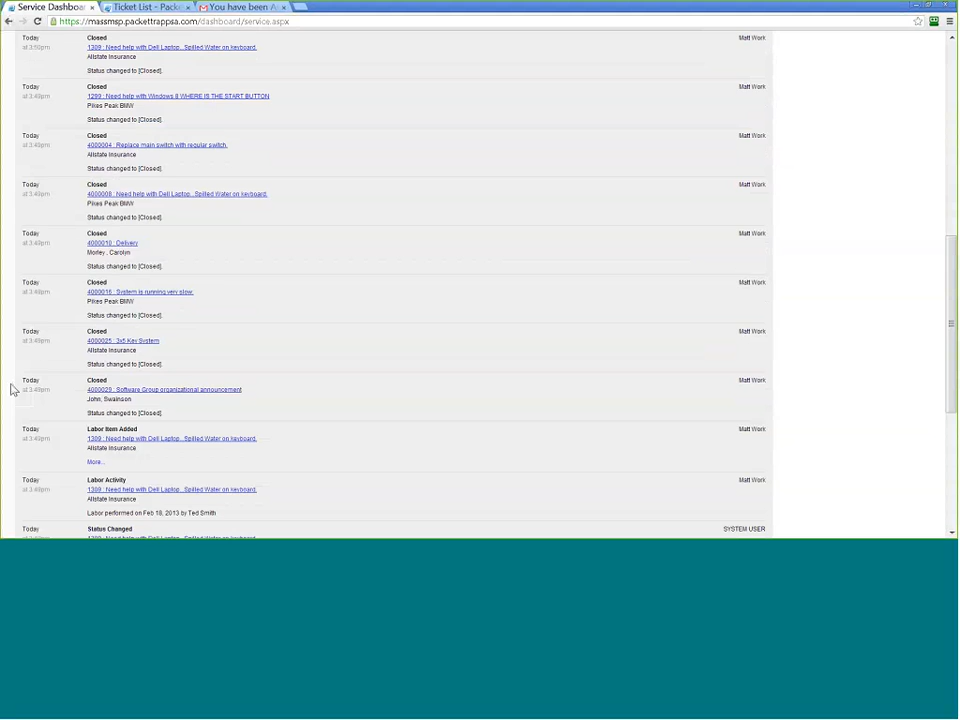 Service Dashboar
Ticket List - Packe
You have been A
https://massmsp.packettrappsa.com/dashboard/service.aspx
Today Closed Matt Work
at 3:50pm 1309 : Need help with Dell Laptop...Spilled Water on keyboard.
Allstate Insurance
Status changed to [Closed].
Today Closed Matt Work
at 3:49pm 1299 : Need help with Windows 8 WHERE IS THE START BUTTON
Pikes Peak BMW
Status changed to [Closed].
Today Closed Matt Work
at 3:49pm 4000004 : Replace main switch with regular switch.
Allstate Insurance
Status changed to [Closed].
Today Closed Matt Work
at 3:49pm 4000008 : Need help with Dell Laptop...Spilled Water on keyboard.
Pikes Peak BMW
Status changed to [Closed].
Today Closed Matt Work
at 3:49pm 4000010 : Delivery
Morley , Carolyn
Status changed to [Closed].
Today Closed Matt Work
at 3:49pm 4000015 : System is running very slow.
Pikes Peak BMW
Status changed to [Closed].
Today Closed Matt Work
at 3:49pm 4000025 : 3x5 Key System
Allstate Insurance
Status changed to [Closed].
Today Closed Matt Work
at 3:49pm 4000029 : Software Group organizational announcement
John, Swainson
Status changed to [Closed].
Today Labor Item Added Matt Work
at 3:49pm 1309 : Need help with Dell Laptop...Spilled Water on keyboard.
Allstate Insurance
More...
Today Labor Activity Matt Work
at 3:49pm 1309 : Need help with Dell Laptop...Spilled Water on keyboard.
Allstate Insurance
Labor performed on Feb 18, 2013 by Ted Smith
Today Status Changed SYSTEM USER